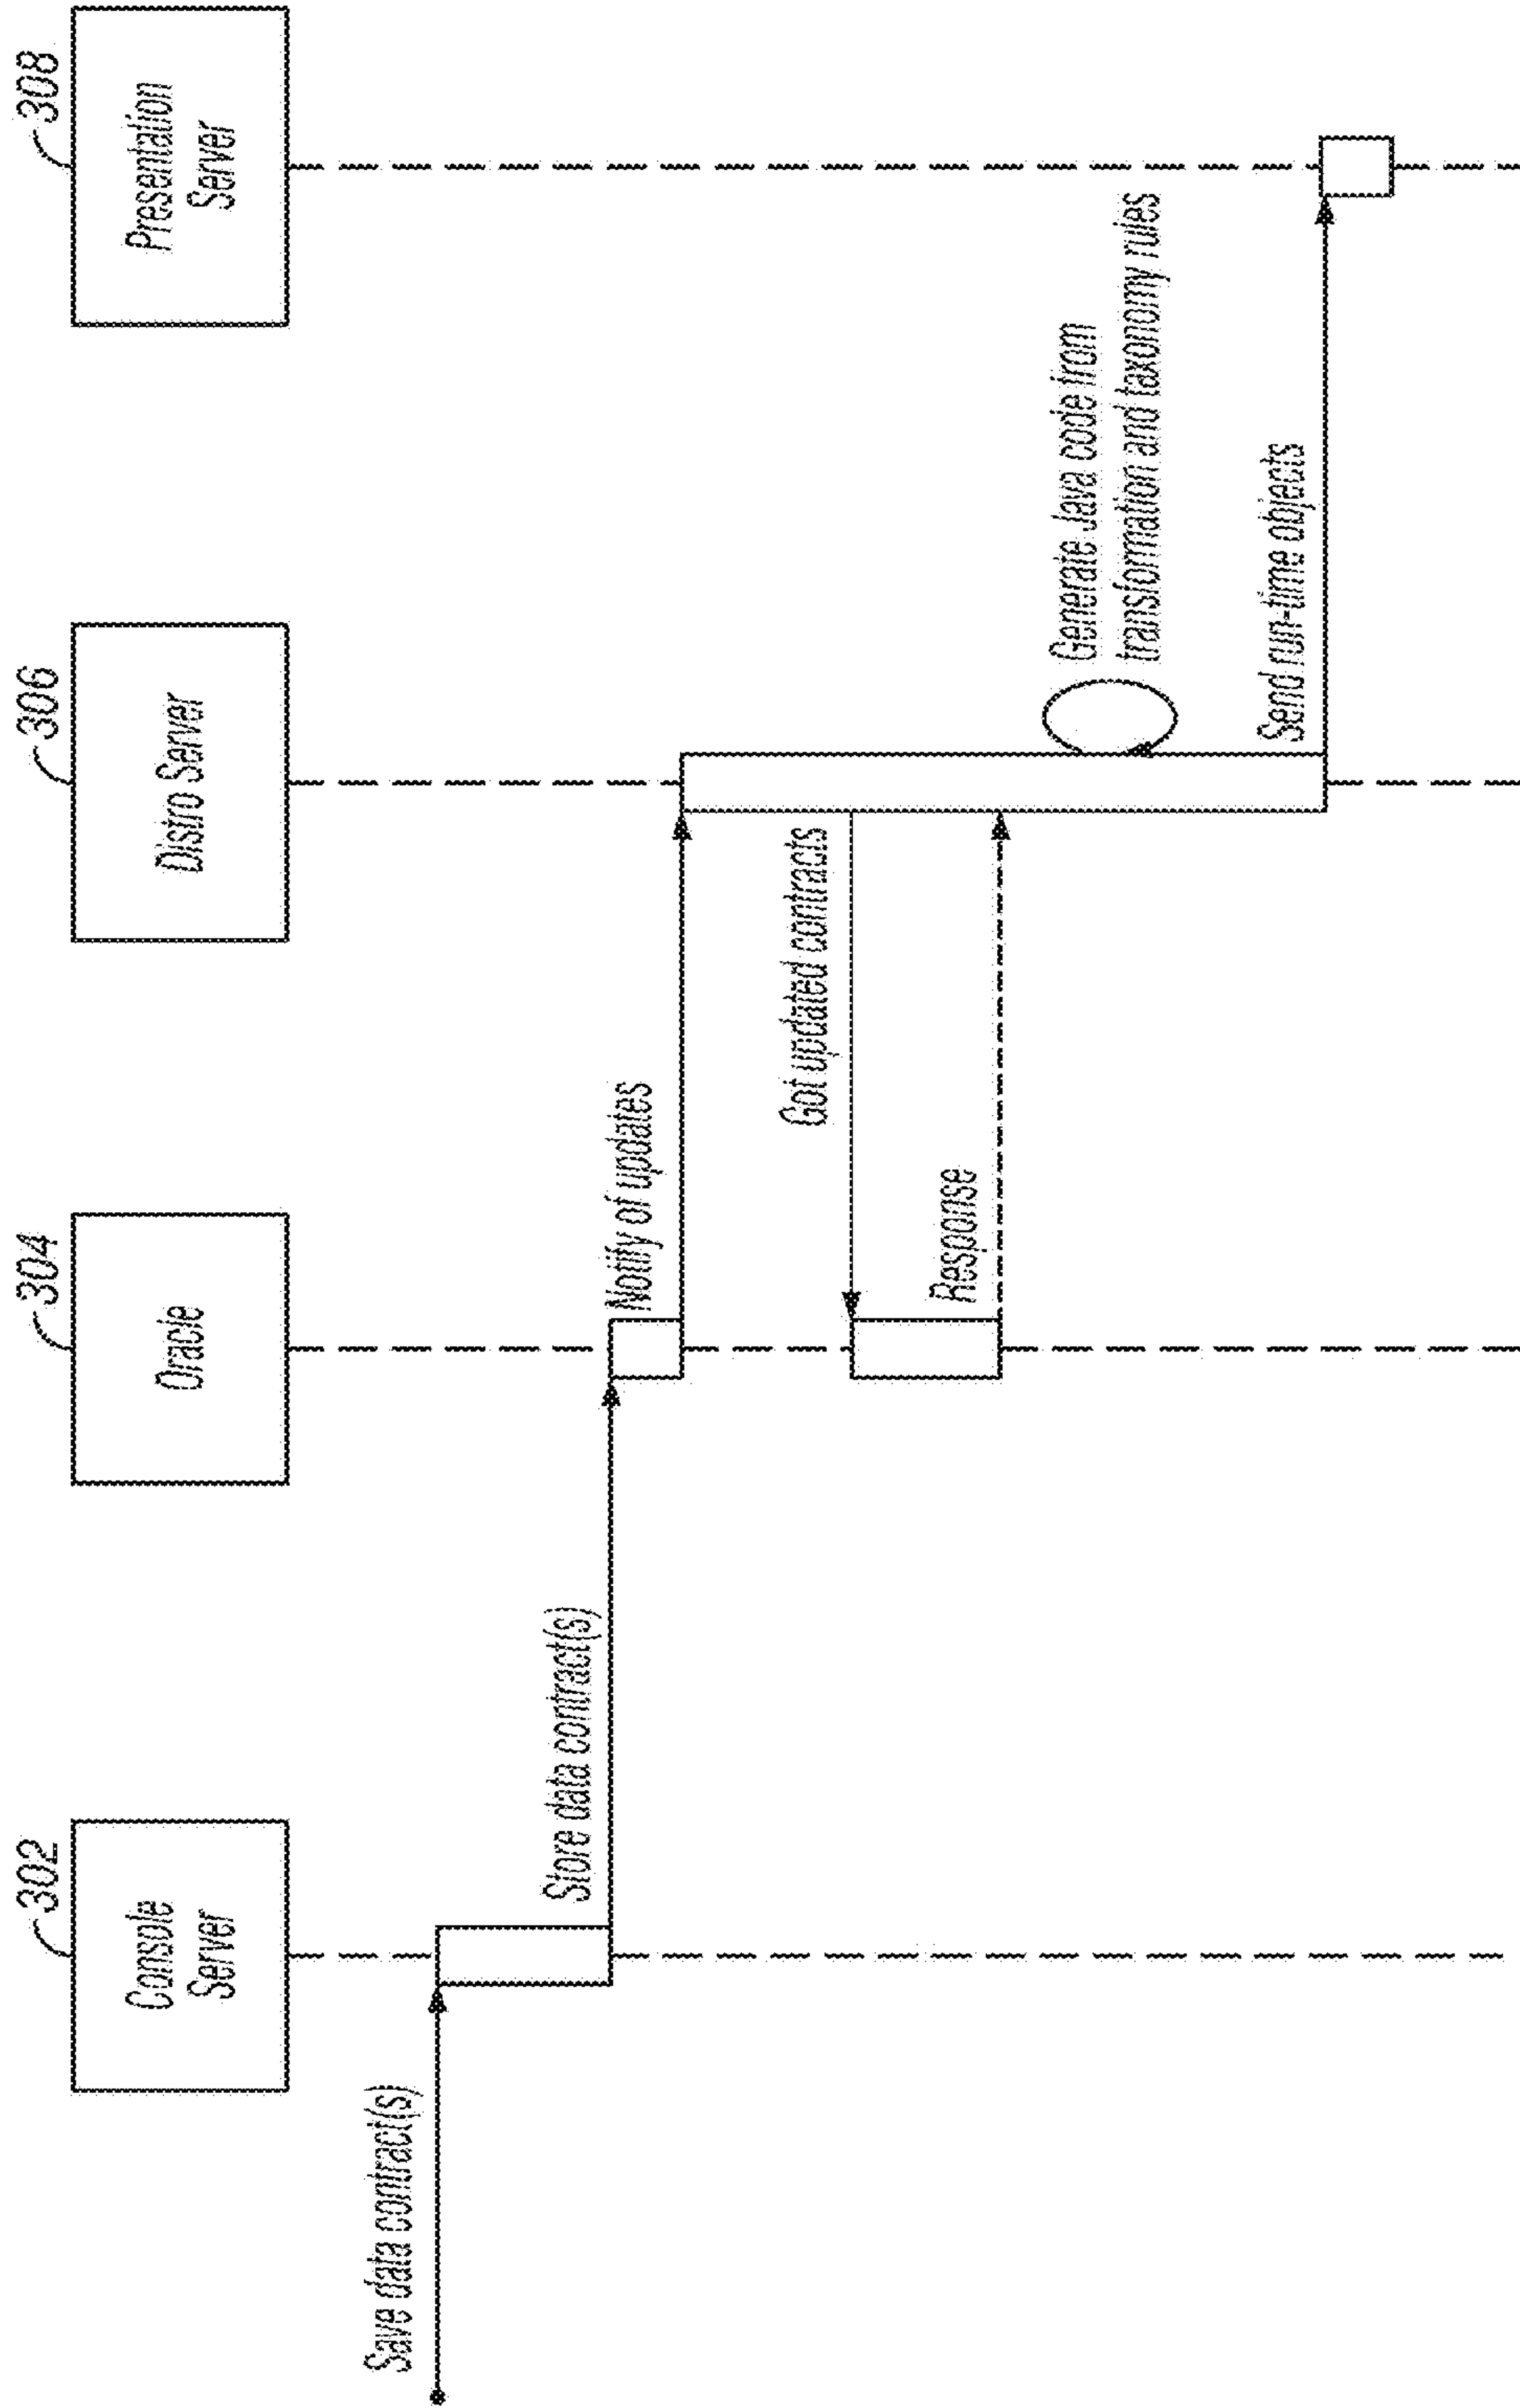 302
Console
Server
304
Oracle
306
Distro Server
308
Presentation
Server
Save data contract(s)
Store data contract(s)
Notify of updates
Got updated contracts
Response
Generate Java code from
transformation and taxonomy rules
Send run-time objects